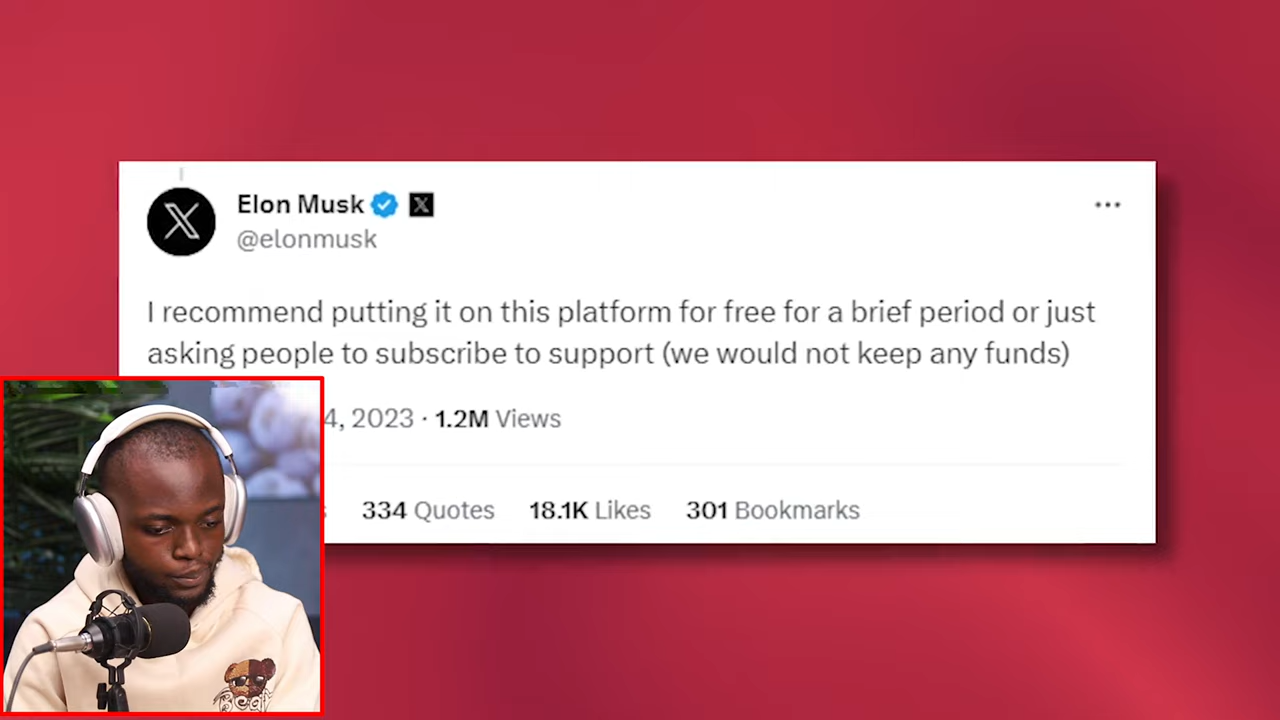 Elon Musk
@elonmusk
I recommend putting it on this platform for free for a brief period or just
asking people to subscribe to support (we would not keep any funds)
4, 2023 · 1.2M Views
334 Quotes 18.1K Likes 301 Bookmarks